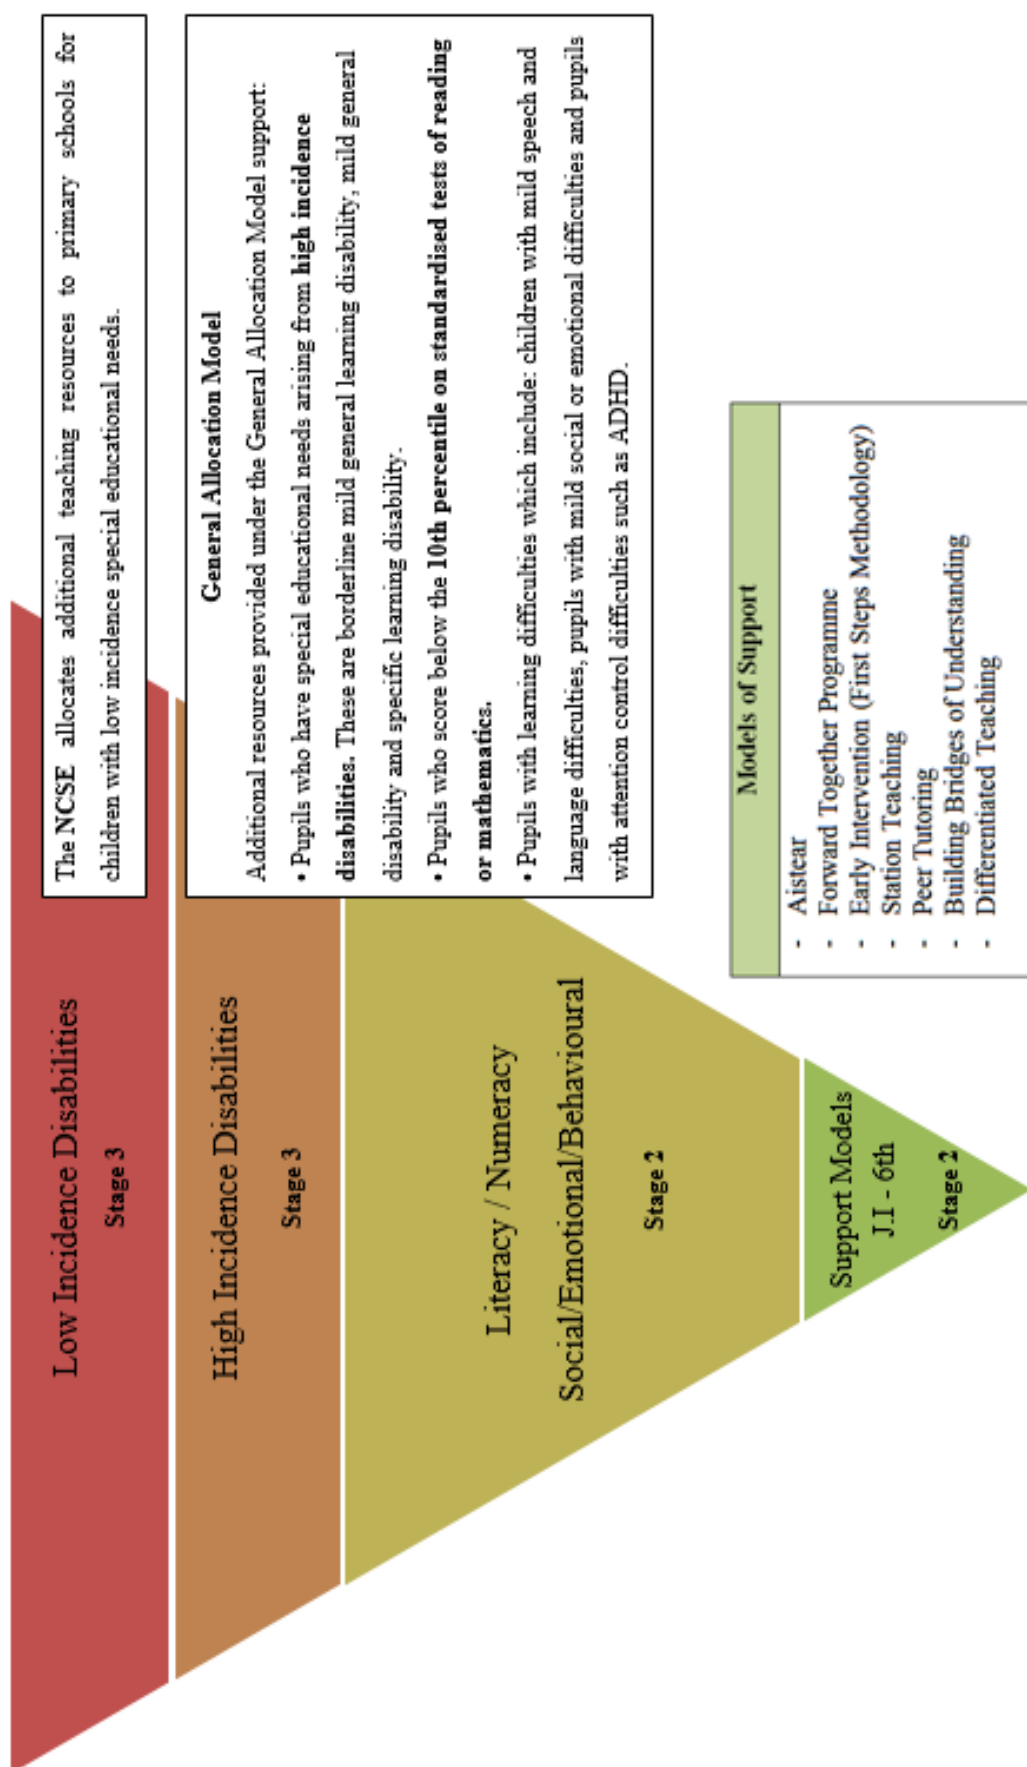 Low Incidence Disabilities
Stage 3
The NCSE allocates additional teaching resources to primary schools for
children with low incidence special educational needs.
High Incidence Disabilities
Stage 3
General Allocation Model
Additional resources provided under the General Allocation Model support:
• Pupils who have special educational needs arising from high incidence
disabilities. These are borderline mild general learning disability, mild general
disability and specific learning disability.
• Pupils who score below the 10th percentile on standardised tests of reading
or mathematics.
• Pupils with learning difficulties which include: children with mild speech and
language difficulties, pupils with mild social or emotional difficulties and pupils
with attention control difficulties such as ADHD.
Literacy / Numeracy
Social/Emotional/Behavioural
Stage 2
Support Models
J.I - 6th
Stage 2
Models of Support
- Aistear
- Forward Together Programme
- Early Intervention (First Steps Methodology)
- Station Teaching
- Peer Tutoring
- Building Bridges of Understanding
- Differentiated Teaching